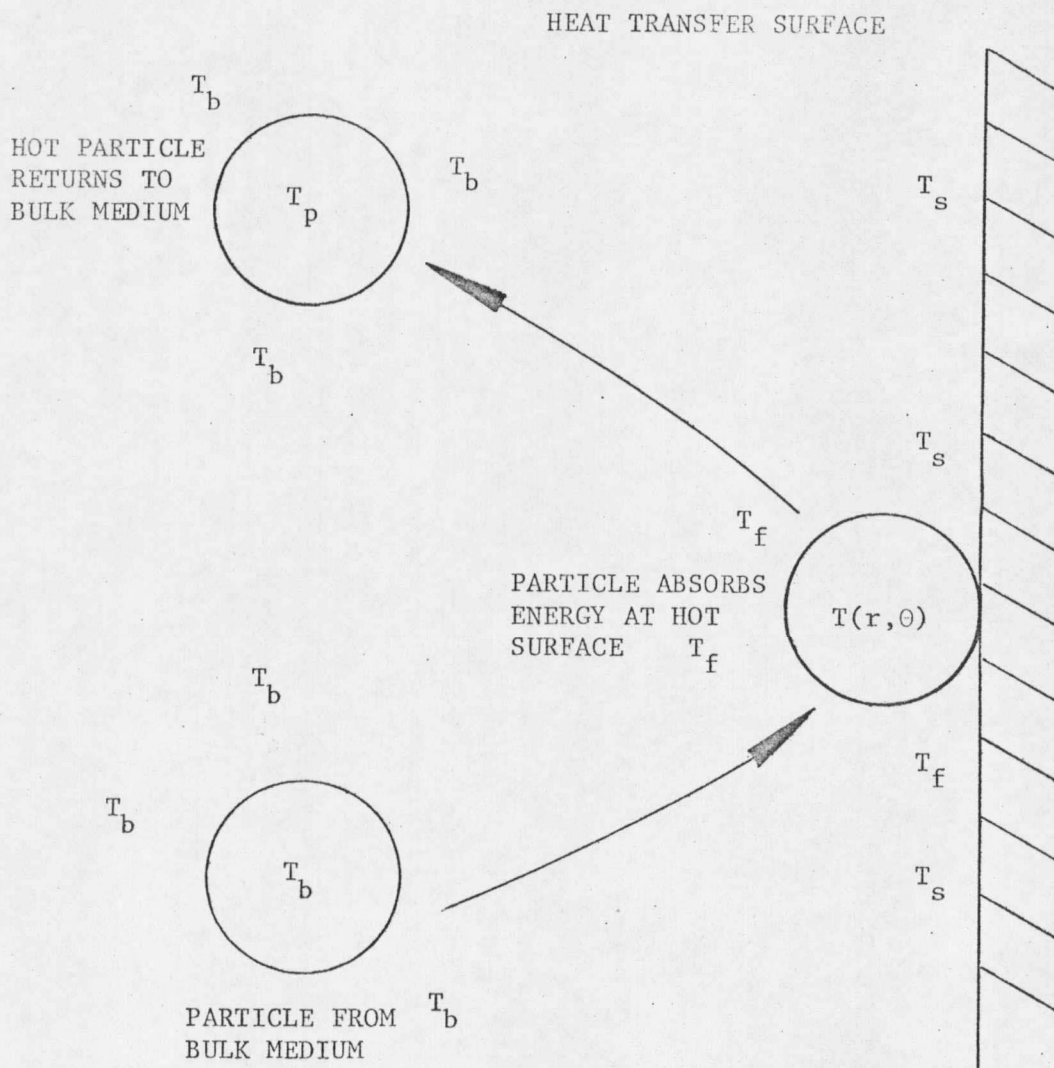 HEAT TRANSFER SURFACE
T_b
HOT PARTICLE
RETURNS TO
BULK MEDIUM
T_p
T_b
T_s
T_b
T_s
T_f
PARTICLE ABSORBS
ENERGY AT HOT
SURFACE T_f
T(r,Θ)
T_b
T_f
T_b
T_b
T_s
T_b
PARTICLE FROM
BULK MEDIUM